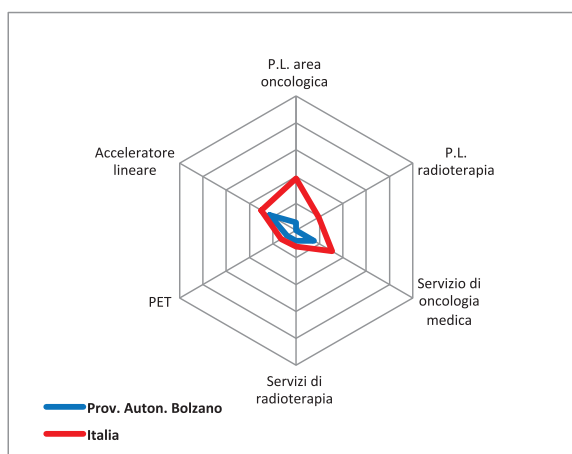 P.L. area
oncologica
Acceleratore
lineare
P.L.
radioterapia
PET
Servizio di
oncologia
medica
Servizi di
radioterapia
Prov. Auton. Bolzano
Italia